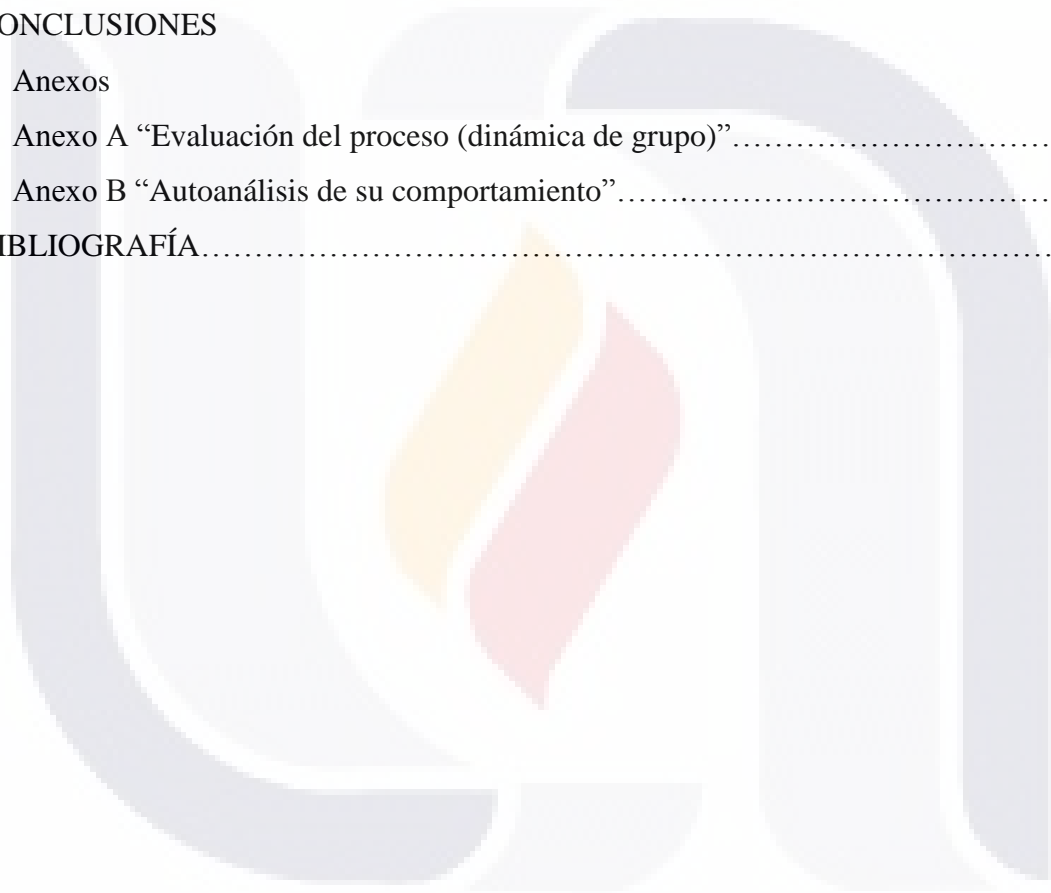 ONCLUSIONES
Anexos
Anexo A “Evaluación del proceso (dinámica de grupo)”…………………………
Anexo B “Autoanálisis de su comportamiento”…….………………………………
IBLIOGRAFÍA……………………………………………………………………………